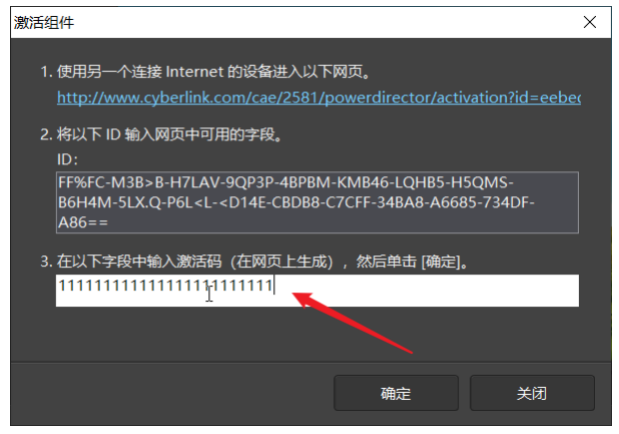 激活组件
1. 使用另一个连接 Internet 的设备进入以下网页。
http://www.cyberlink.com/cae/2581/powerdirector/activation?id=eebec
2. 将以下 ID 输入网页中可用的字段。
ID:
FF%FC-M3B>B-H7LAV-9QP3P-4BPBM-KMB46-LQHB5-H5QMS-
B6H4M-5LX.Q-P6L<L-<D14E-CBDB8-C7CFF-34BA8-A6685-734DF-
A86==
3. 在以下字段中输入激活码（在网页上生成），然后单击 [确定]。
111111111111111111111111
确定
关闭